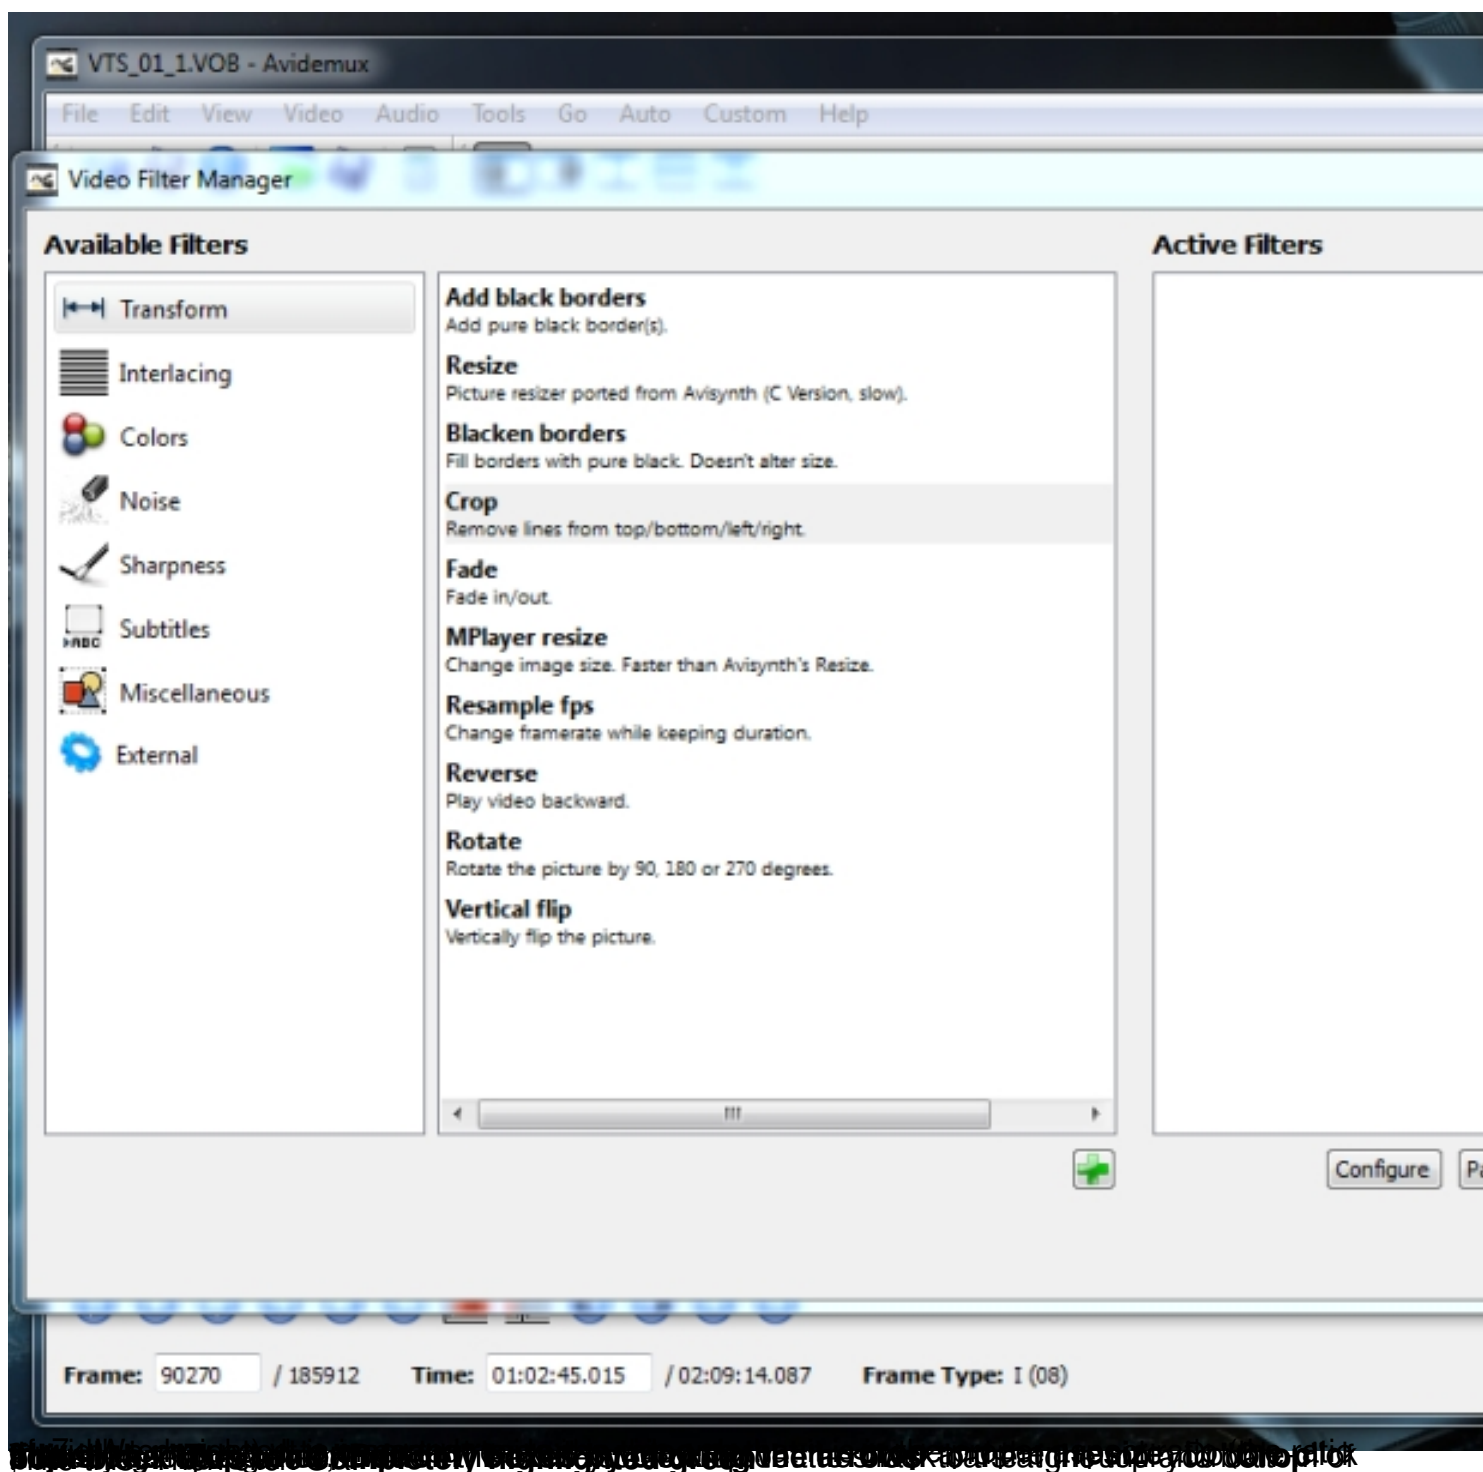 VTS_01_1.VOB - Avidemux
File Edit View Video Audio Tools Go Auto Custom Help
Video Filter Manager
Available Filters
Active Filters
Transform
Interlacing
Colors
Noise
Sharpness
Subtitles
Miscellaneous
External
Add black borders
Add pure black border(s).
Resize
Picture resizer ported from Avisynth (C Version, slow).
Blacken borders
Fill borders with pure black. Doesn't alter size.
Crop
Remove lines from top/bottom/left/right.
Fade
Fade in/out.
MPlayer resize
Change image size. Faster than Avisynth's Resize.
Resample fps
Change framerate while keeping duration.
Reverse
Play video backward.
Rotate
Rotate the picture by 90, 180 or 270 degrees.
Vertical flip
Vertically flip the picture.
Configure
Pa
Frame: 90270 / 185912 Time: 01:02:45.015 / 02:09:14.087 Frame Type: I (08)